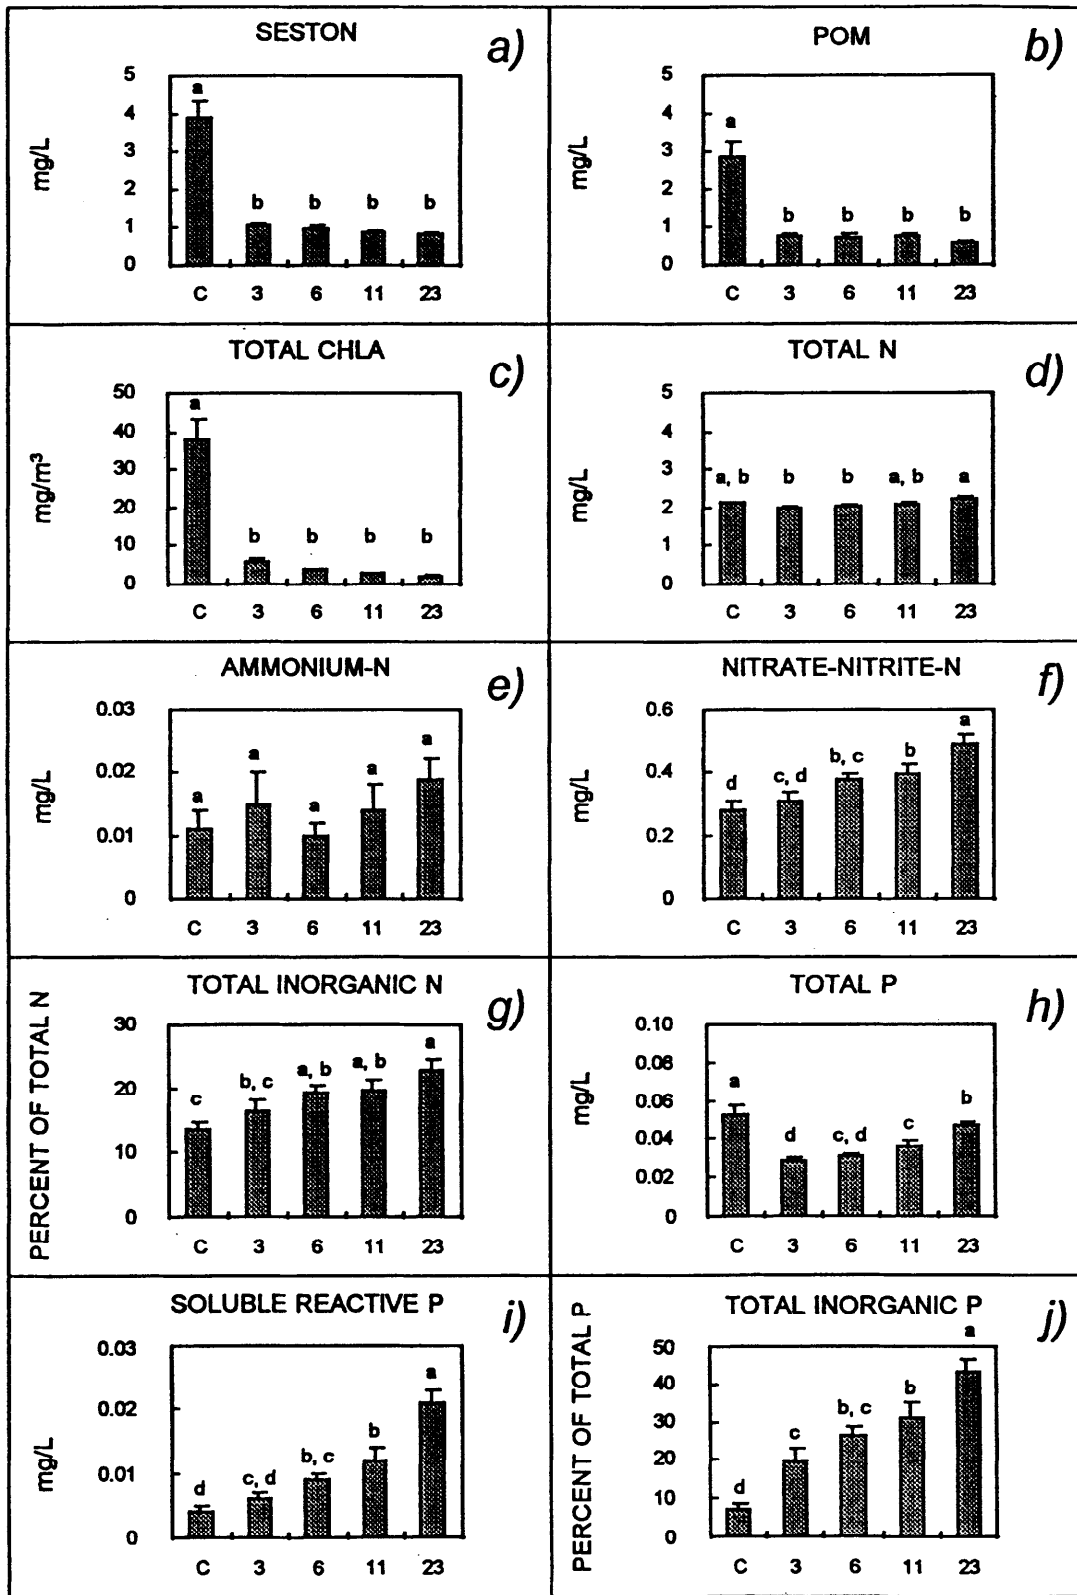 SESTON
a)
mg/L
5
4
3
2
1
0
a
b
b
b
b
C 3 6 11 23
POM
b)
mg/L
5
4
3
2
1
0
a
b
b
b
b
C 3 6 11 23
TOTAL CHLA
c)
mg/m³
50
40
30
20
10
0
a
b
b
b
b
C 3 6 11 23
TOTAL N
d)
mg/L
5
4
3
2
1
0
a, b
b
b
a, b
a
C 3 6 11 23
AMMONIUM-N
e)
mg/L
0.03
0.02
0.01
0
a
a
a
a
a
C 3 6 11 23
NITRATE-NITRITE-N
f)
mg/L
0.6
0.4
0.2
0
d
c, d
b, c
b
a
C 3 6 11 23
TOTAL INORGANIC N
g)
PERCENT OF TOTAL N
30
20
10
0
c
b, c
a, b
a, b
a
C 3 6 11 23
TOTAL P
h)
mg/L
0.10
0.08
0.06
0.04
0.02
0
a
d
c, d
c
b
C 3 6 11 23
SOLUBLE REACTIVE P
i)
mg/L
0.03
0.02
0.01
0
d
c, d
b, c
b
a
C 3 6 11 23
TOTAL INORGANIC P
j)
PERCENT OF TOTAL P
50
40
30
20
10
0
d
c
b, c
b
a
C 3 6 11 23